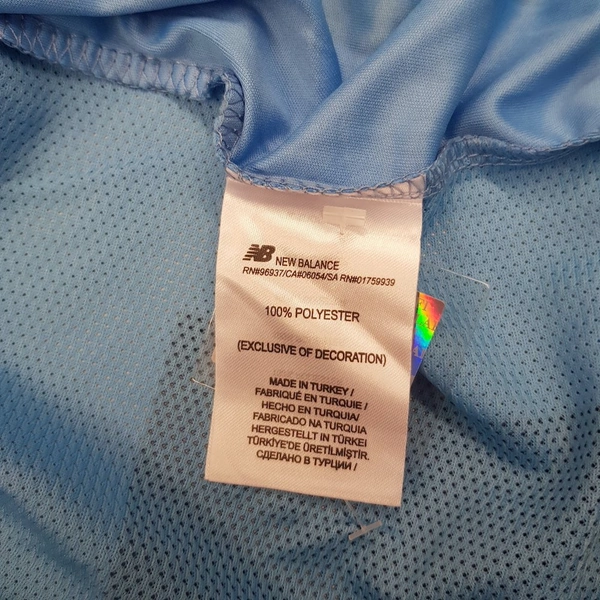 NB NEW BALANCE
RN#96937/CA#06054/SA RN#01759939
100% POLYESTER
(EXCLUSIVE OF DECORATION)
MADE IN TURKEY /
FABRIQUÉ EN TURQUIE /
HECHO EN TURQUIA/
FABRICADO NA TURQUIA
HERGESTELLT IN TÜRKEI
TÜRKİYE'DE ÜRETİLMİŞTİR.
СДЕЛАНО В ТУРЦИИ /